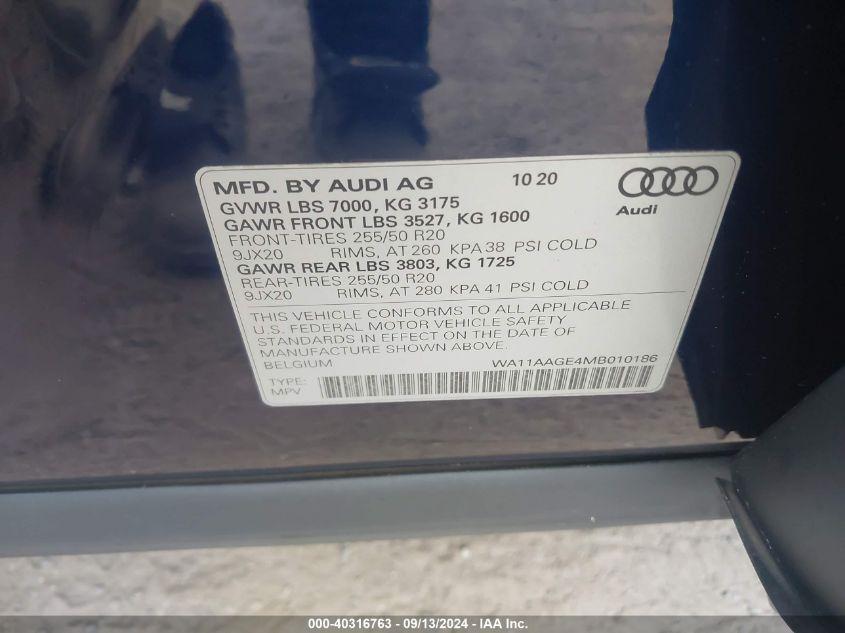 MFD. BY AUDI AG 10 20
GVWR LBS 7000, KG 3175
GAWR FRONT LBS 3527, KG 1600
FRONT-TIRES 255/50 R20
9JX20 RIMS, AT 260 KPA 38 PSI COLD
GAWR REAR LBS 3803, KG 1725
REAR-TIRES 255/50 R20
9JX20 RIMS, AT 280 KPA 41 PSI COLD
Audi
THIS VEHICLE CONFORMS TO ALL APPLICABLE
U.S. FEDERAL MOTOR VEHICLE SAFETY
STANDARDS IN EFFECT ON THE DATE OF
MANUFACTURE SHOWN ABOVE.
BELGIUM WA11AAGE4MB010186
TYPE:
MPV
000-40316763 - 09/13/2024 - IAA Inc.